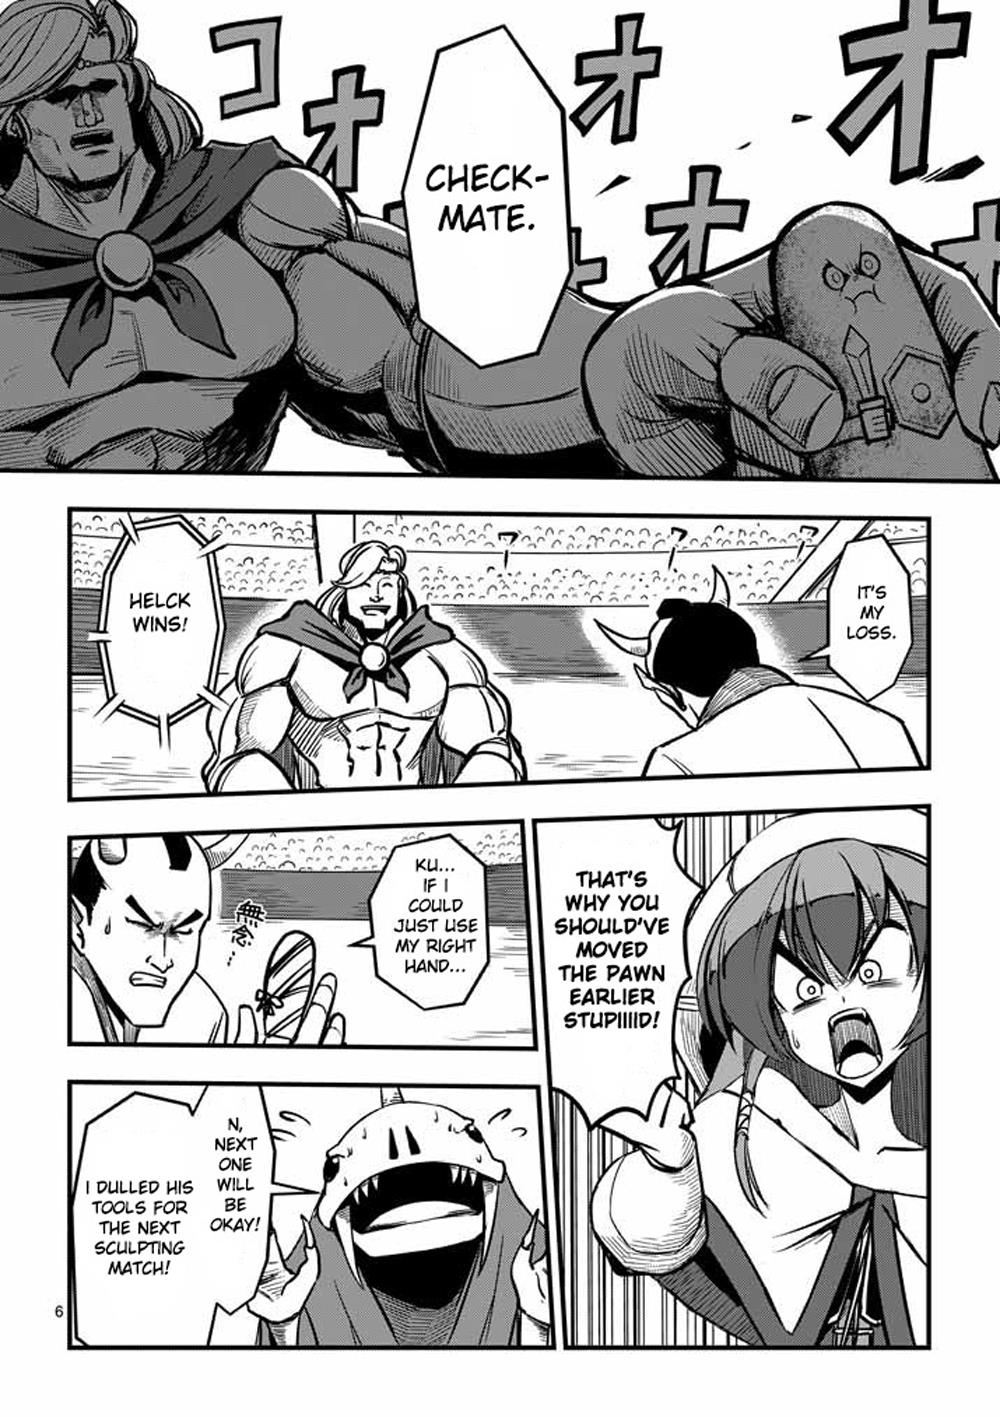 コォオオオオ
CHECK-
MATE.
IT'S
MY
LOSS.
HELCK
WINS!
THAT'S
WHY YOU
SHOULD'VE
MOVED
THE PAWN
EARLIER
STUPIIIID!
KU...
IF I
COULD
JUST USE
MY RIGHT
HAND...
無念…
N,
NEXT
ONE
WILL
BE
OKAY!
I DULLED HIS
TOOLS FOR
THE NEXT
SCULPTING
MATCH!
6